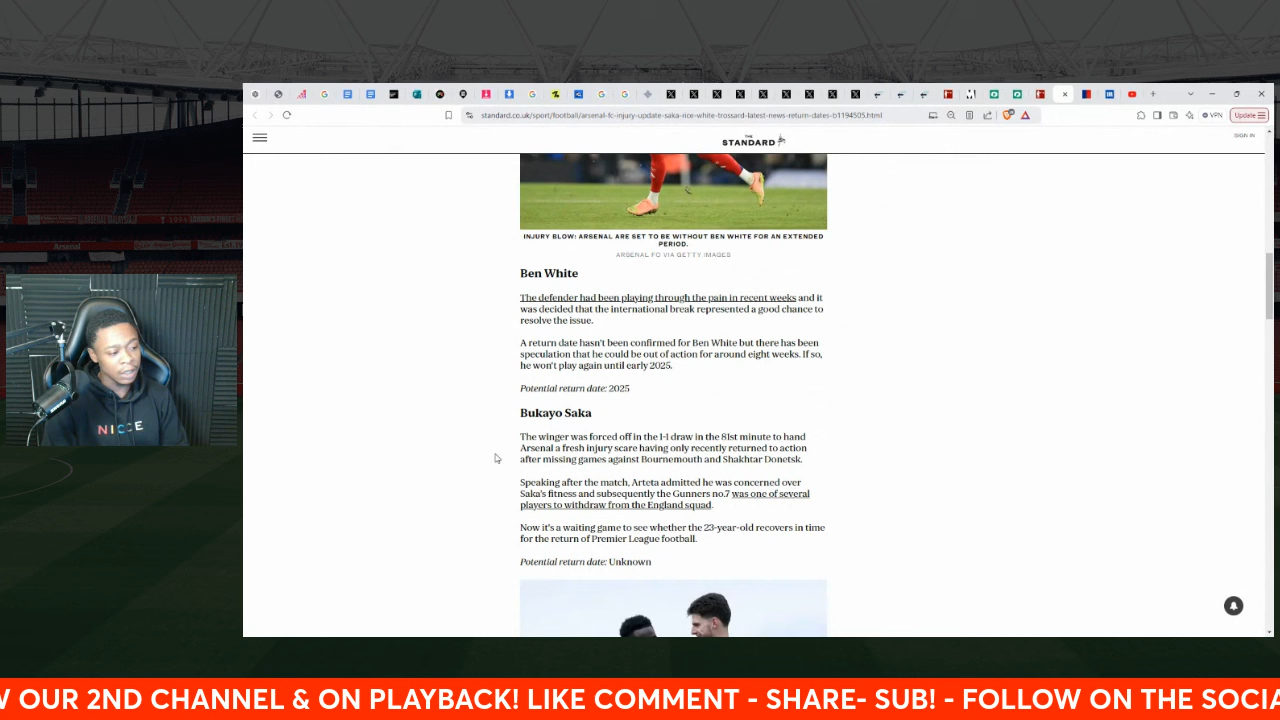 standard.co.uk/sport/football/arsenal-fc-injury-update-saka-rice-white-trossard-latest-news-return-dates-b1194505.html
VPN
Update
THE
STANDARD
SIGN IN
INJURY BLOW: ARSENAL ARE SET TO BE WITHOUT BEN WHITE FOR AN EXTENDED
PERIOD.
ARSENAL FC VIA GETTY IMAGES
Ben White
The defender had been playing through the pain in recent weeks and it
was decided that the international break represented a good chance to
resolve the issue.
A return date hasn't been confirmed for Ben White but there has been
speculation that he could be out of action for around eight weeks. If so,
he won't play again until early 2025.
Potential return date: 2025
Bukayo Saka
The winger was forced off in the 1-1 draw in the 81st minute to hand
Arsenal a fresh injury scare having only recently returned to action
after missing games against Bournemouth and Shakhtar Donetsk.
Speaking after the match, Arteta admitted he was concerned over
Saka's fitness and subsequently the Gunners no.7 was one of several
players to withdraw from the England squad.
Now it's a waiting game to see whether the 23-year-old recovers in time
for the return of Premier League football.
Potential return date: Unknown
Arsenal
NICCE
W OUR 2ND CHANNEL & ON PLAYBACK! LIKE COMMENT - SHARE- SUB! - FOLLOW ON THE SOCIA